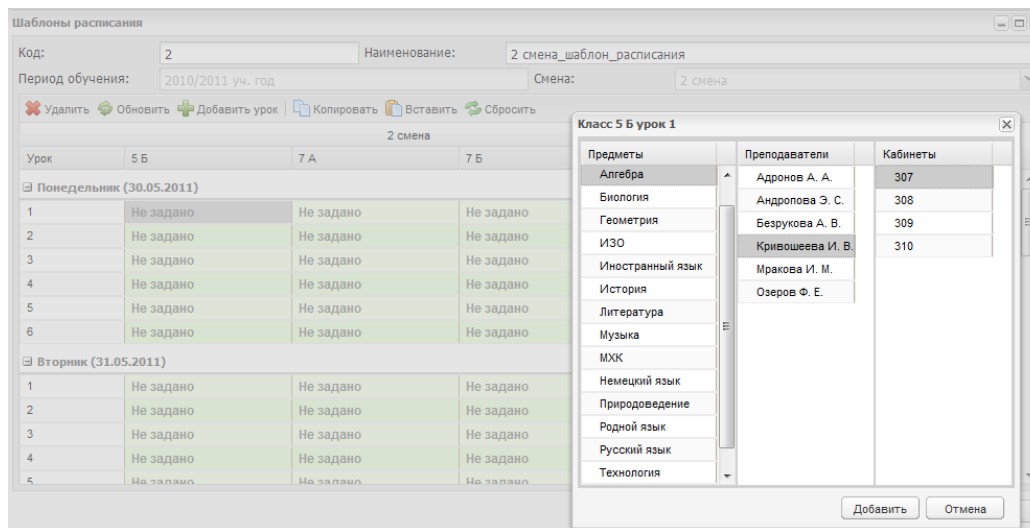 Шаблоны расписания
Код: 2 Наименование: 2 смена_шаблон_расписания
Период обучения: 2010/2011 уч. год Смена: 2 смена
Удалить Обновить Добавить урок Копировать Вставить Сбросить
2 смена
Урок 5 Б 7 А 7 Б
Понедельник (30.05.2011)
1 Не задано Не задано Не задано
2 Не задано Не задано Не задано
3 Не задано Не задано Не задано
4 Не задано Не задано Не задано
5 Не задано Не задано Не задано
6 Не задано Не задано Не задано
Вторник (31.05.2011)
1 Не задано Не задано Не задано
2 Не задано Не задано Не задано
3 Не задано Не задано Не задано
4 Не задано Не задано Не задано
5 Не задано Не задано Не задано
Класс 5 Б урок 1
Предметы Преподаватели Кабинеты
Алгебра Адронов А. А. 307
Биология Андропова Э. С. 308
Геометрия Безрукова А. В. 309
ИЗО Кривошеева И. В. 310
Иностранный язык Мракова И. М.
История Озеров Ф. Е.
Литература
Музыка
МХК
Немецкий язык
Природоведение
Родной язык
Русский язык
Технология
Добавить Отмена